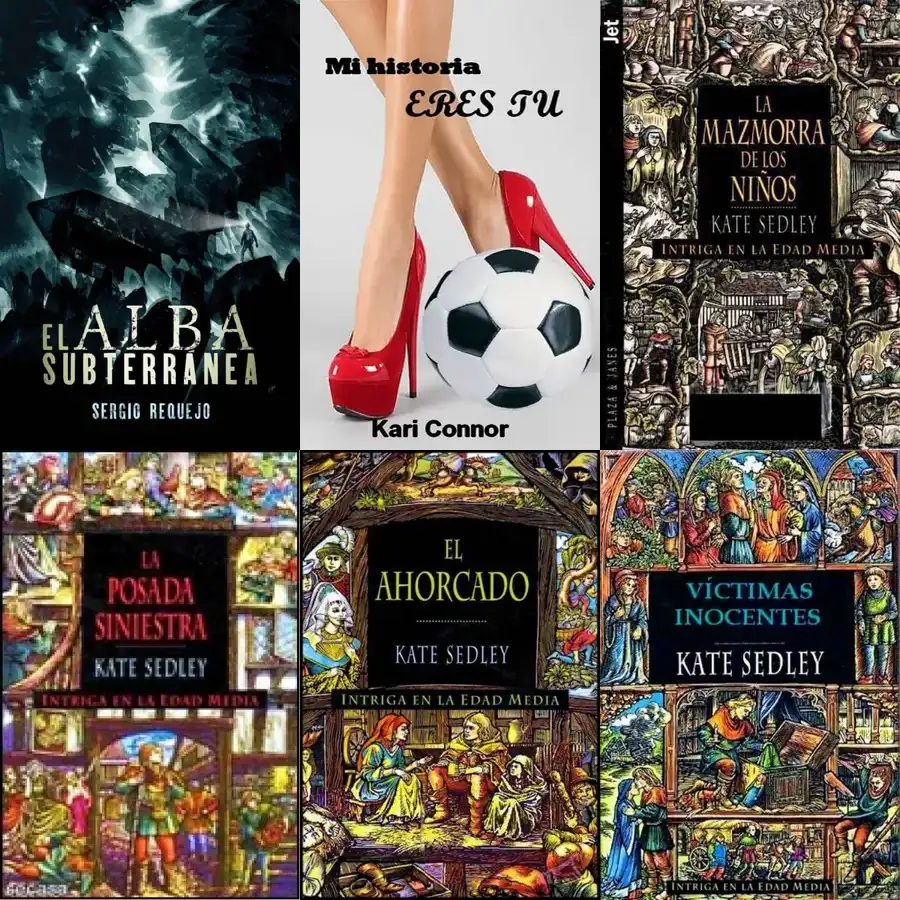 EL ALBA
SUBTERRÁNEA
SERGIO REQUEJO
Mi historia
ERES TU
Kari Connor
Jet
LA
MAZMORRA
DE LOS
NIÑOS
KATE SEDLEY
INTRIGA EN LA EDAD MEDIA
PLAZA & JANES
LA
POSADA
SINIESTRA
KATE SEDLEY
INTRIGA EN LA EDAD MEDIA
EL
AHORCADO
KATE SEDLEY
INTRIGA EN LA EDAD MEDIA
VÍCTIMAS
INOCENTES
KATE SEDLEY
INTRIGA EN LA EDAD MEDIA